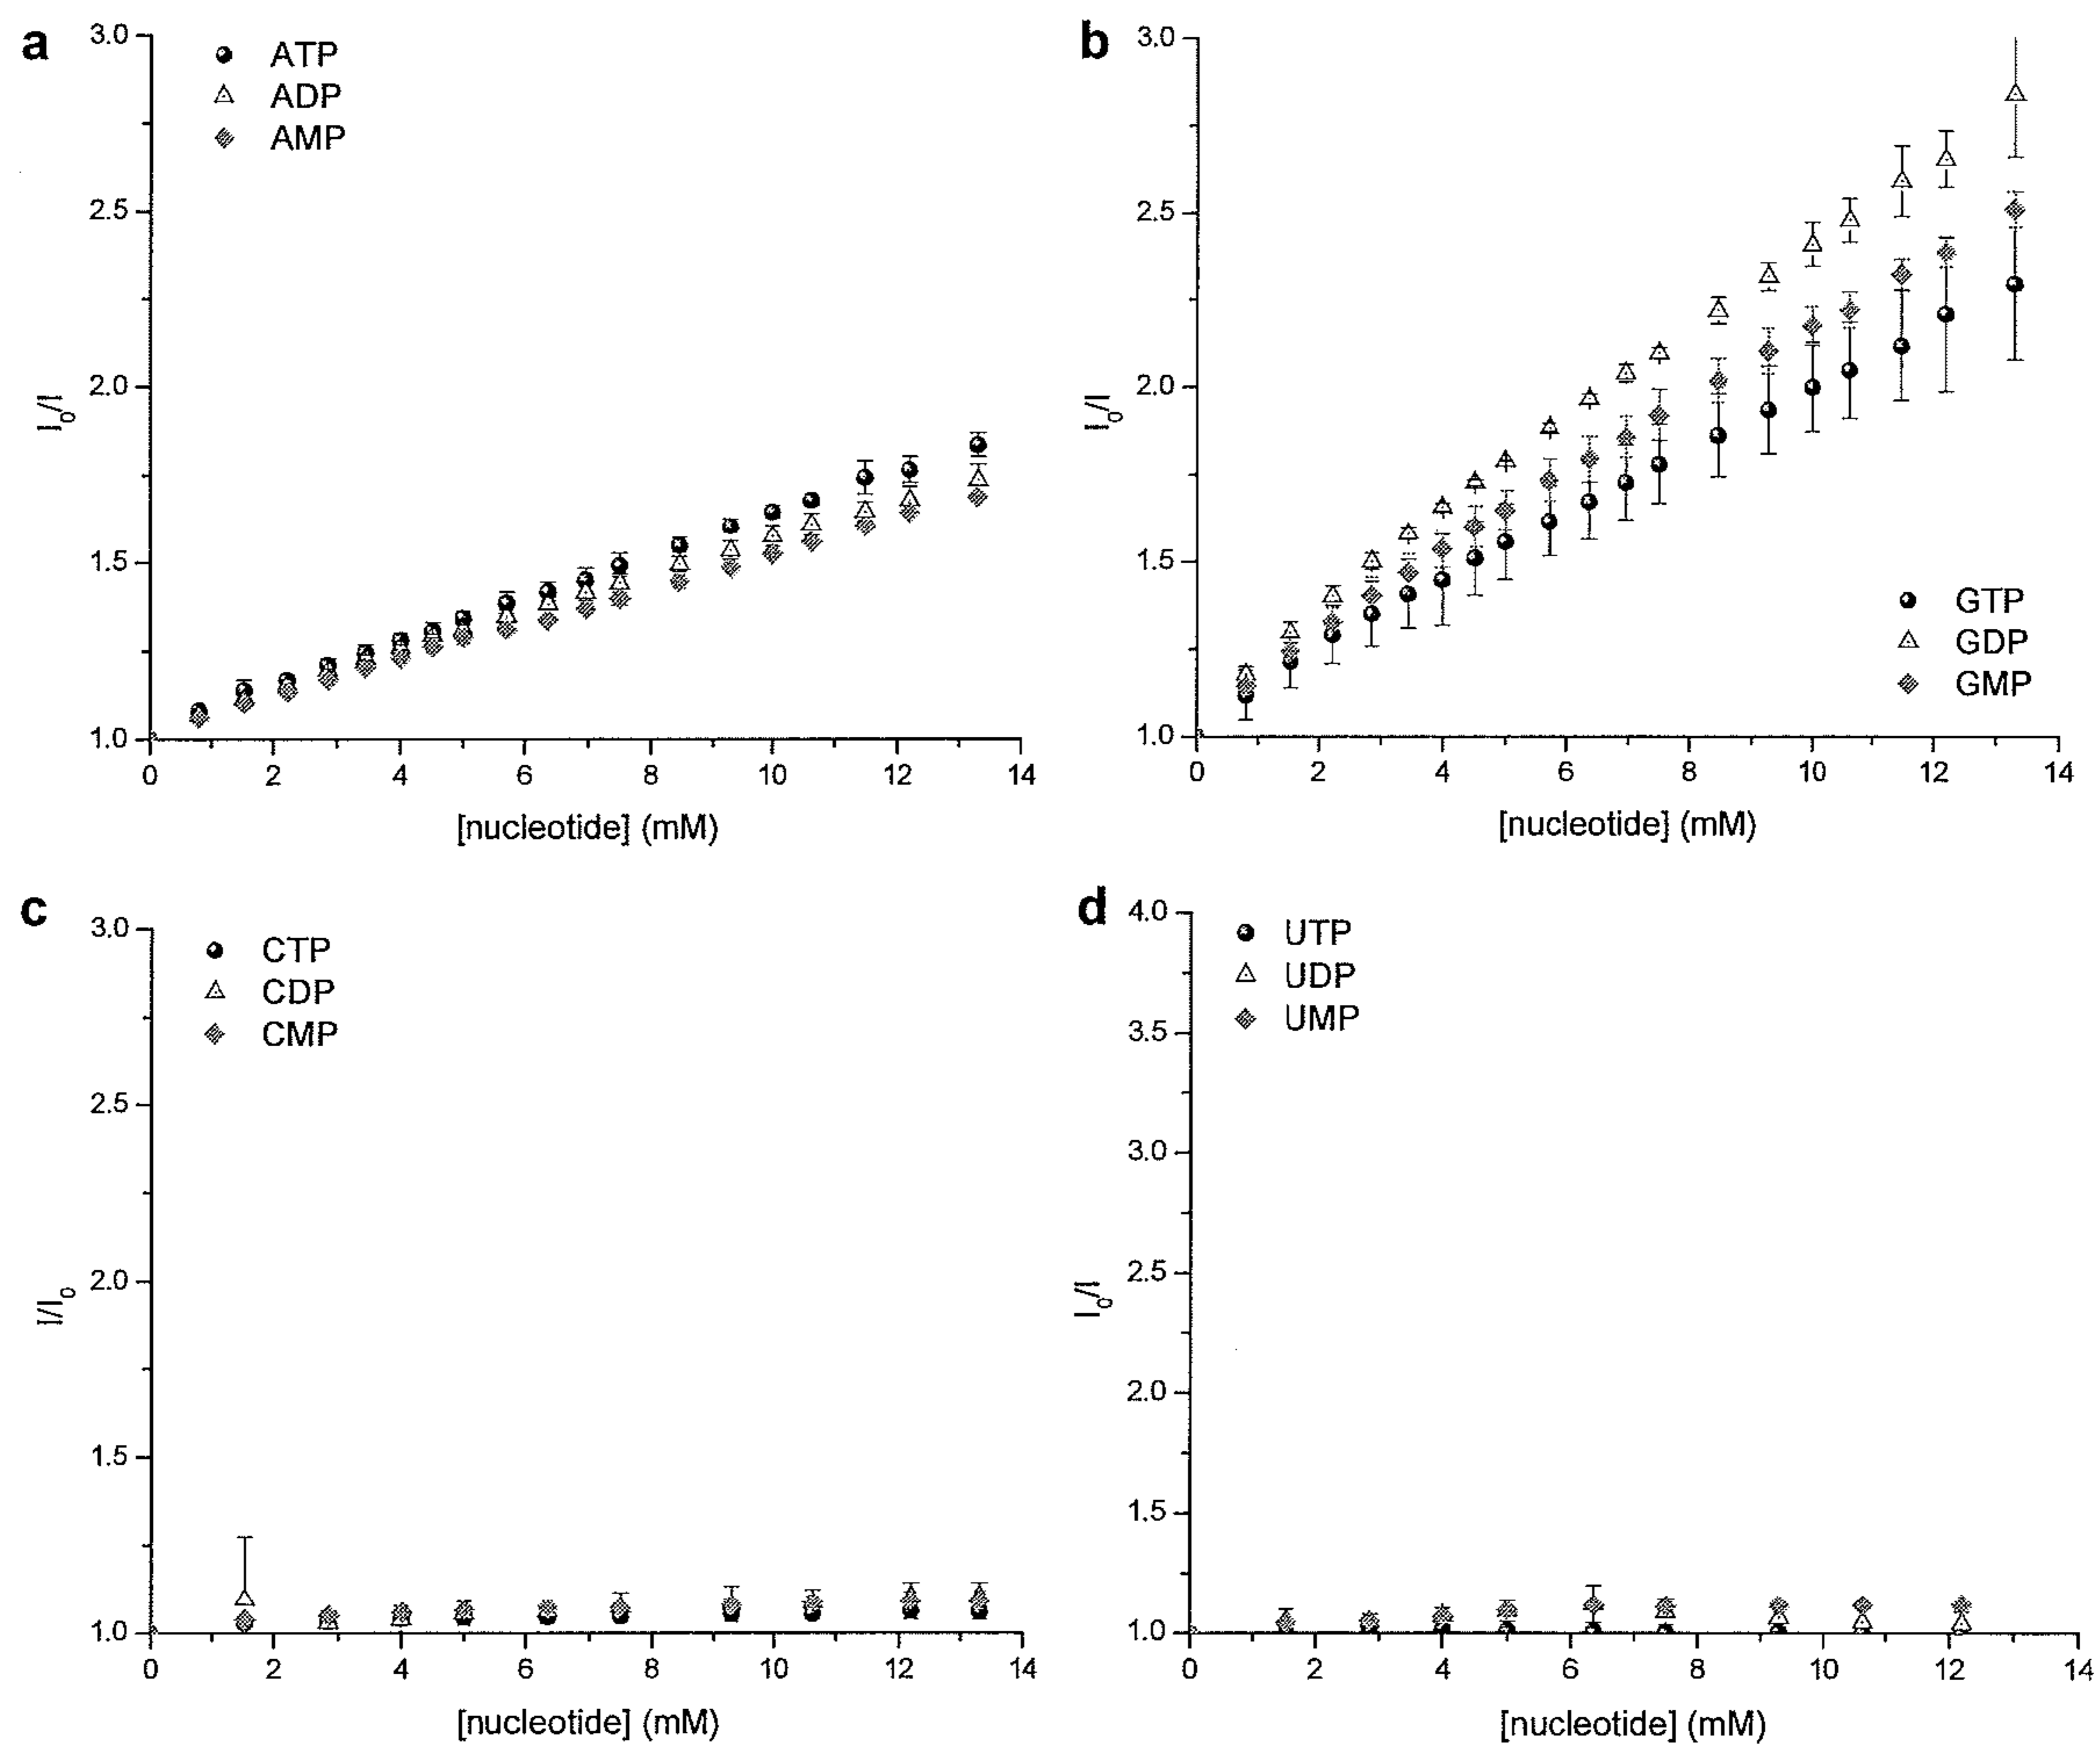 a
ATP
ADP
AMP
3.0
2.5
2.0
1.5
1.0
I₀/I
0 2 4 6 8 10 12 14
[nucleotide] (mM)
b
3.0
2.5
2.0
1.5
1.0
I₀/I
GTP
GDP
GMP
0 2 4 6 8 10 12 14
[nucleotide] (mM)
c
CTP
CDP
CMP
3.0
2.5
2.0
1.5
1.0
I/I₀
0 2 4 6 8 10 12 14
[nucleotide] (mM)
d
UTP
UDP
UMP
4.0
3.5
3.0
2.5
2.0
1.5
1.0
I₀/I
0 2 4 6 8 10 12 14
[nucleotide] (mM)